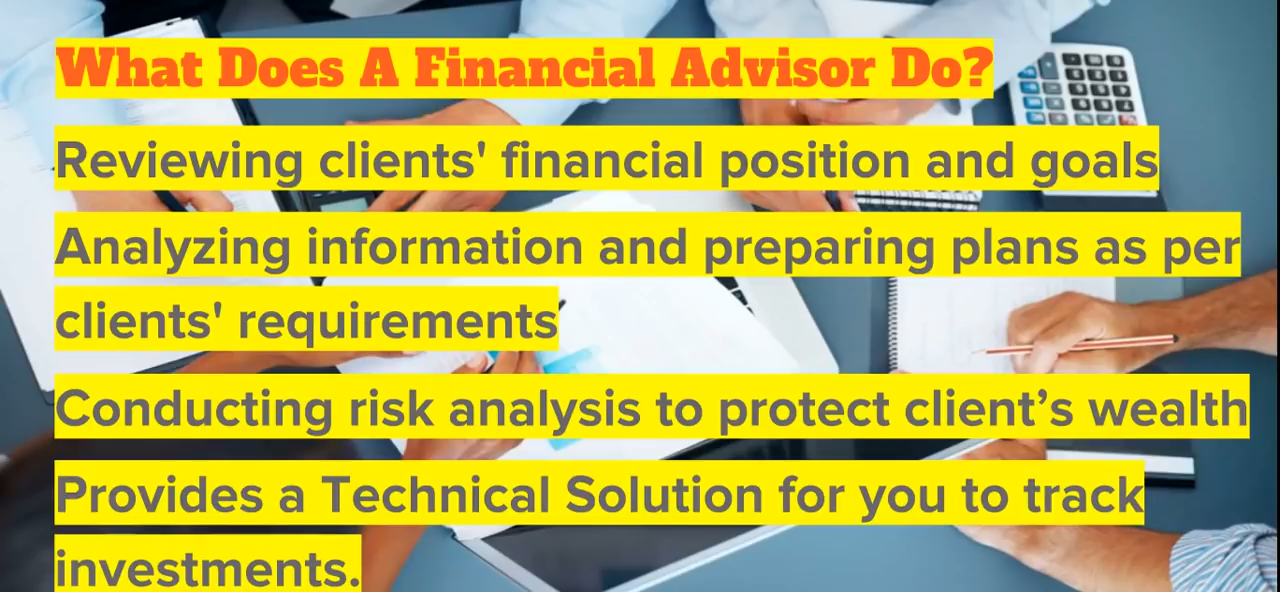 What Does A Financial Advisor Do?
Reviewing clients' financial position and goals
Analyzing information and preparing plans as per
clients' requirements
Conducting risk analysis to protect client’s wealth
Provides a Technical Solution for you to track
investments.